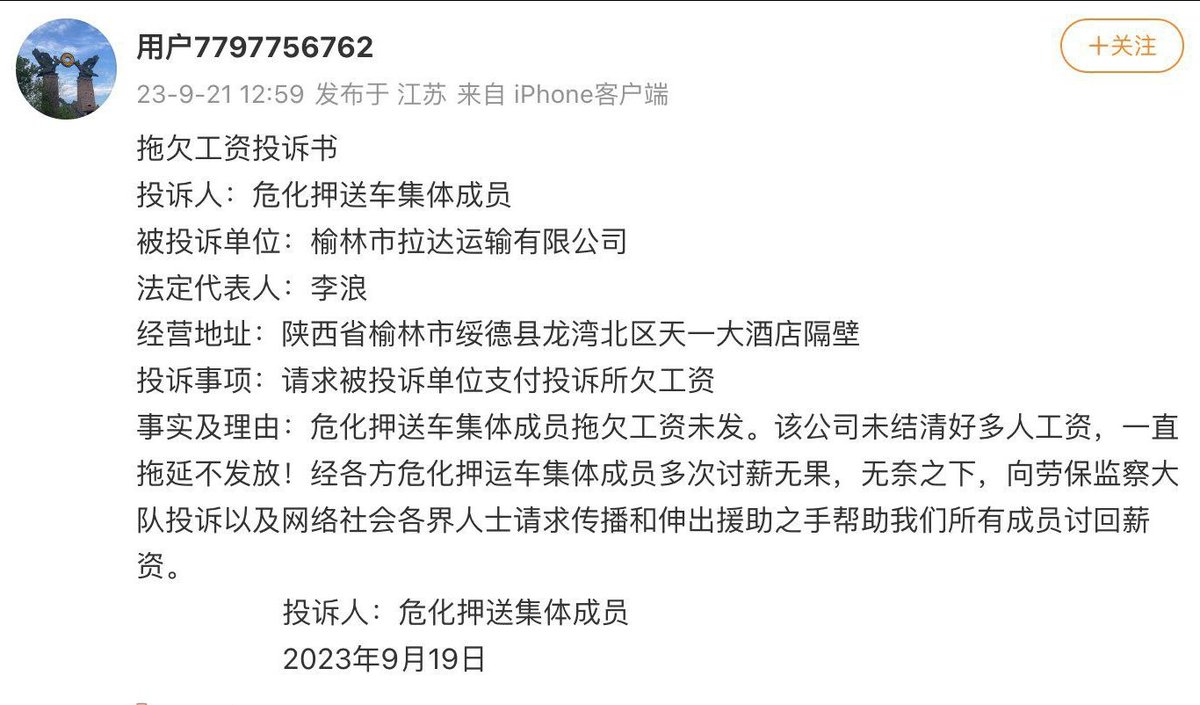 用户7797756762
+关注
23-9-21 12:59 发布于 江苏 来自 iPhone客户端
拖欠工资投诉书
投诉人：危化押送车集体成员
被投诉单位：榆林市拉达运输有限公司
法定代表人：李浪
经营地址：陕西省榆林市绥德县龙湾北区天一大酒店隔壁
投诉事项：请求被投诉单位支付投诉所欠工资
事实及理由：危化押送车集体成员拖欠工资未发。该公司未结清好多人工资，一直
拖延不发放！经各方危化押运车集体成员多次讨薪无果，无奈之下，向劳保监察大
队投诉以及网络社会各界人士请求传播和伸出援助之手帮助我们所有成员讨回薪
资。
投诉人：危化押送集体成员
2023年9月19日